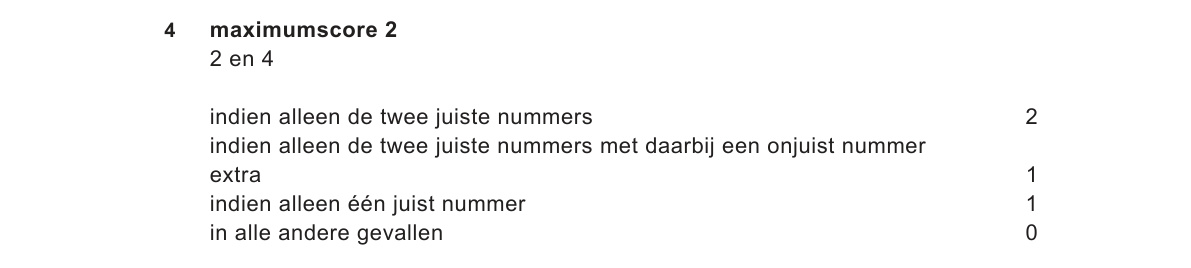 4 maximumscore 2
2 en 4
indien alleen de twee juiste nummers 2
indien alleen de twee juiste nummers met daarbij een onjuist nummer
extra 1
indien alleen één juist nummer 1
in alle andere gevallen 0